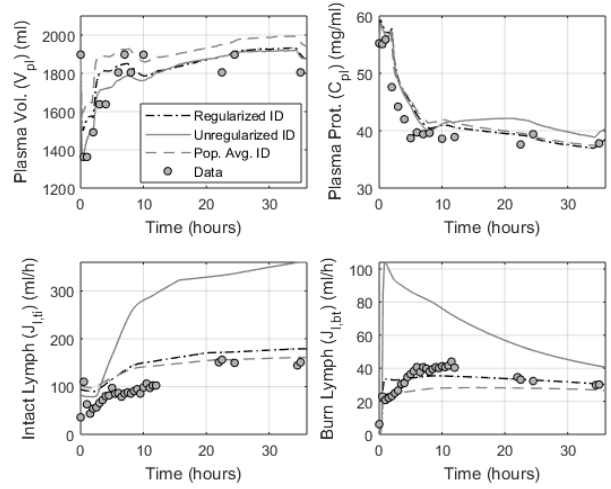 Plasma Vol. (V_pl) (ml)
2000
1800
1600
1400
1200
0
10
20
30
Time (hours)
Regularized ID
Unregularized ID
Pop. Avg. ID
Data
Plasma Prot. (C_pl) (mg/ml)
60
50
40
30
0
10
20
30
Time (hours)
Intact Lymph (J_l,ti) (ml/h)
300
200
100
0
0
10
20
30
Time (hours)
Burn Lymph (J_l,bt) (ml/h)
100
80
60
40
20
0
0
10
20
30
Time (hours)